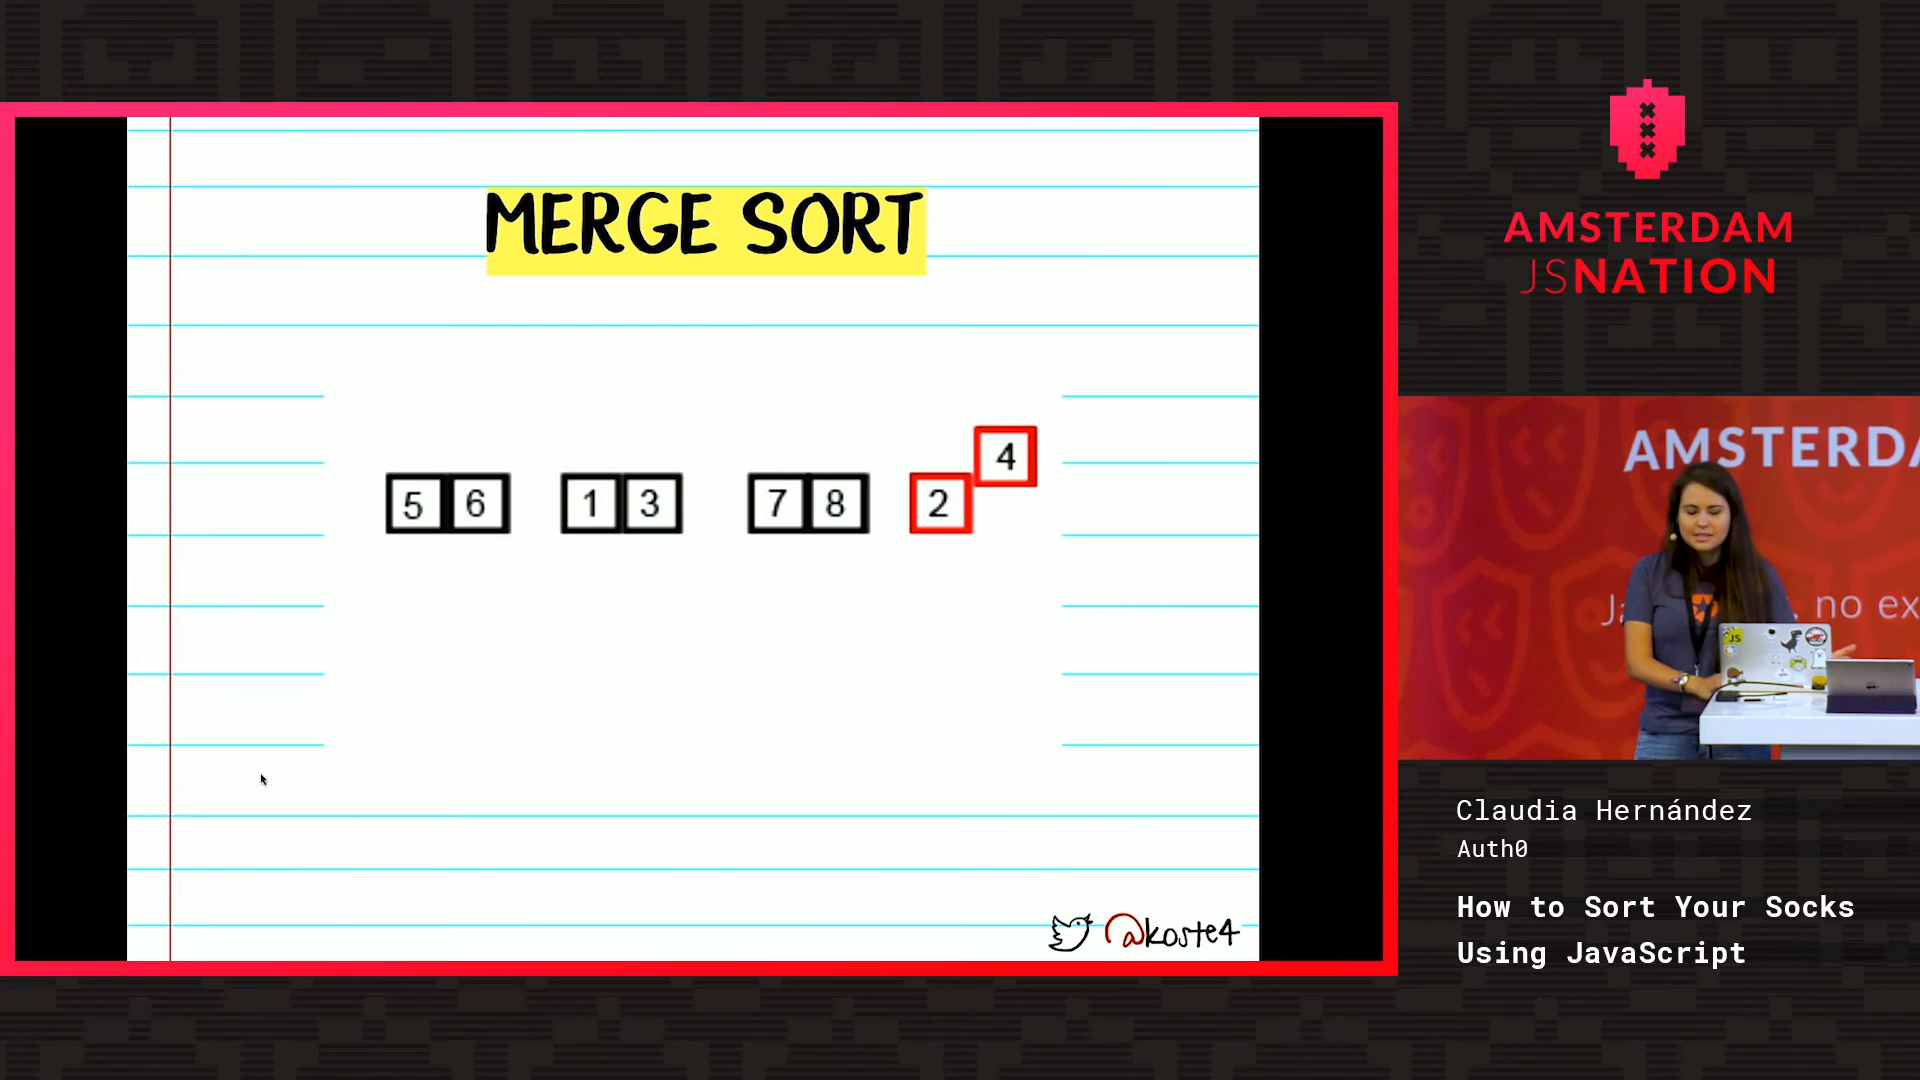 MERGE SORT
4
5 6 1 3 7 8 2
@koste4
AMSTERDAM
JSNATION
AMSTERDA
no ex
JS
Claudia Hernández
Auth0
How to Sort Your Socks
Using JavaScript